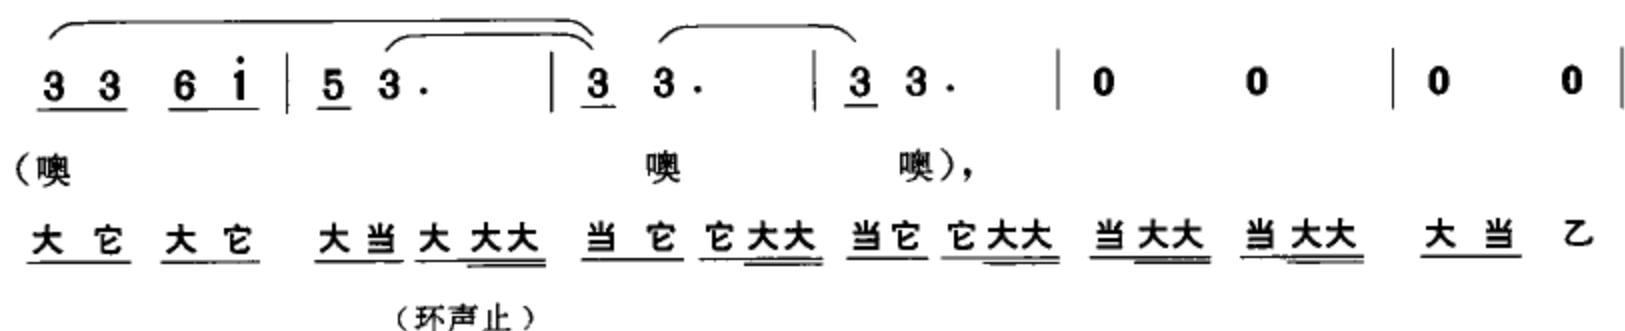 3 3 6 i | 5 3 . | 3 3 . | 3 3 . | 0 0 | 0 0 |
（噢 噢 噢），
大 它 大 它 大 当 大 大大 当 它 它 大大 当 它 它 大大 当 大大 当 大大 大 当 乙
（环声止）